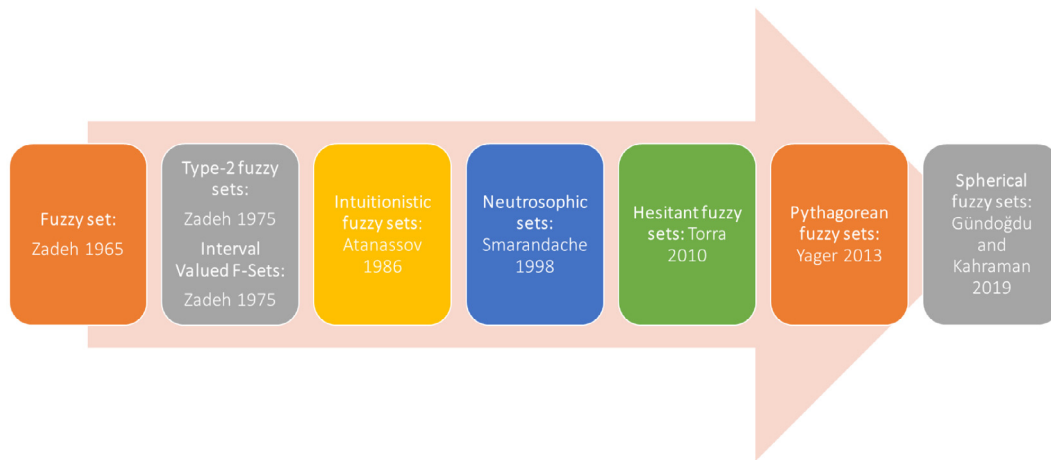 Fuzzy set:
Zadeh 1965
Type-2 fuzzy
sets:
Zadeh 1975
Interval
Valued F-Sets:
Zadeh 1975
Intuitionistic
fuzzy sets:
Atanassov
1986
Neutrosophic
sets:
Smarandache
1998
Hesitant fuzzy
sets: Torra
2010
Pythagorean
fuzzy sets:
Yager 2013
Spherical
fuzzy sets:
Gündoğdu
and
Kahraman
2019